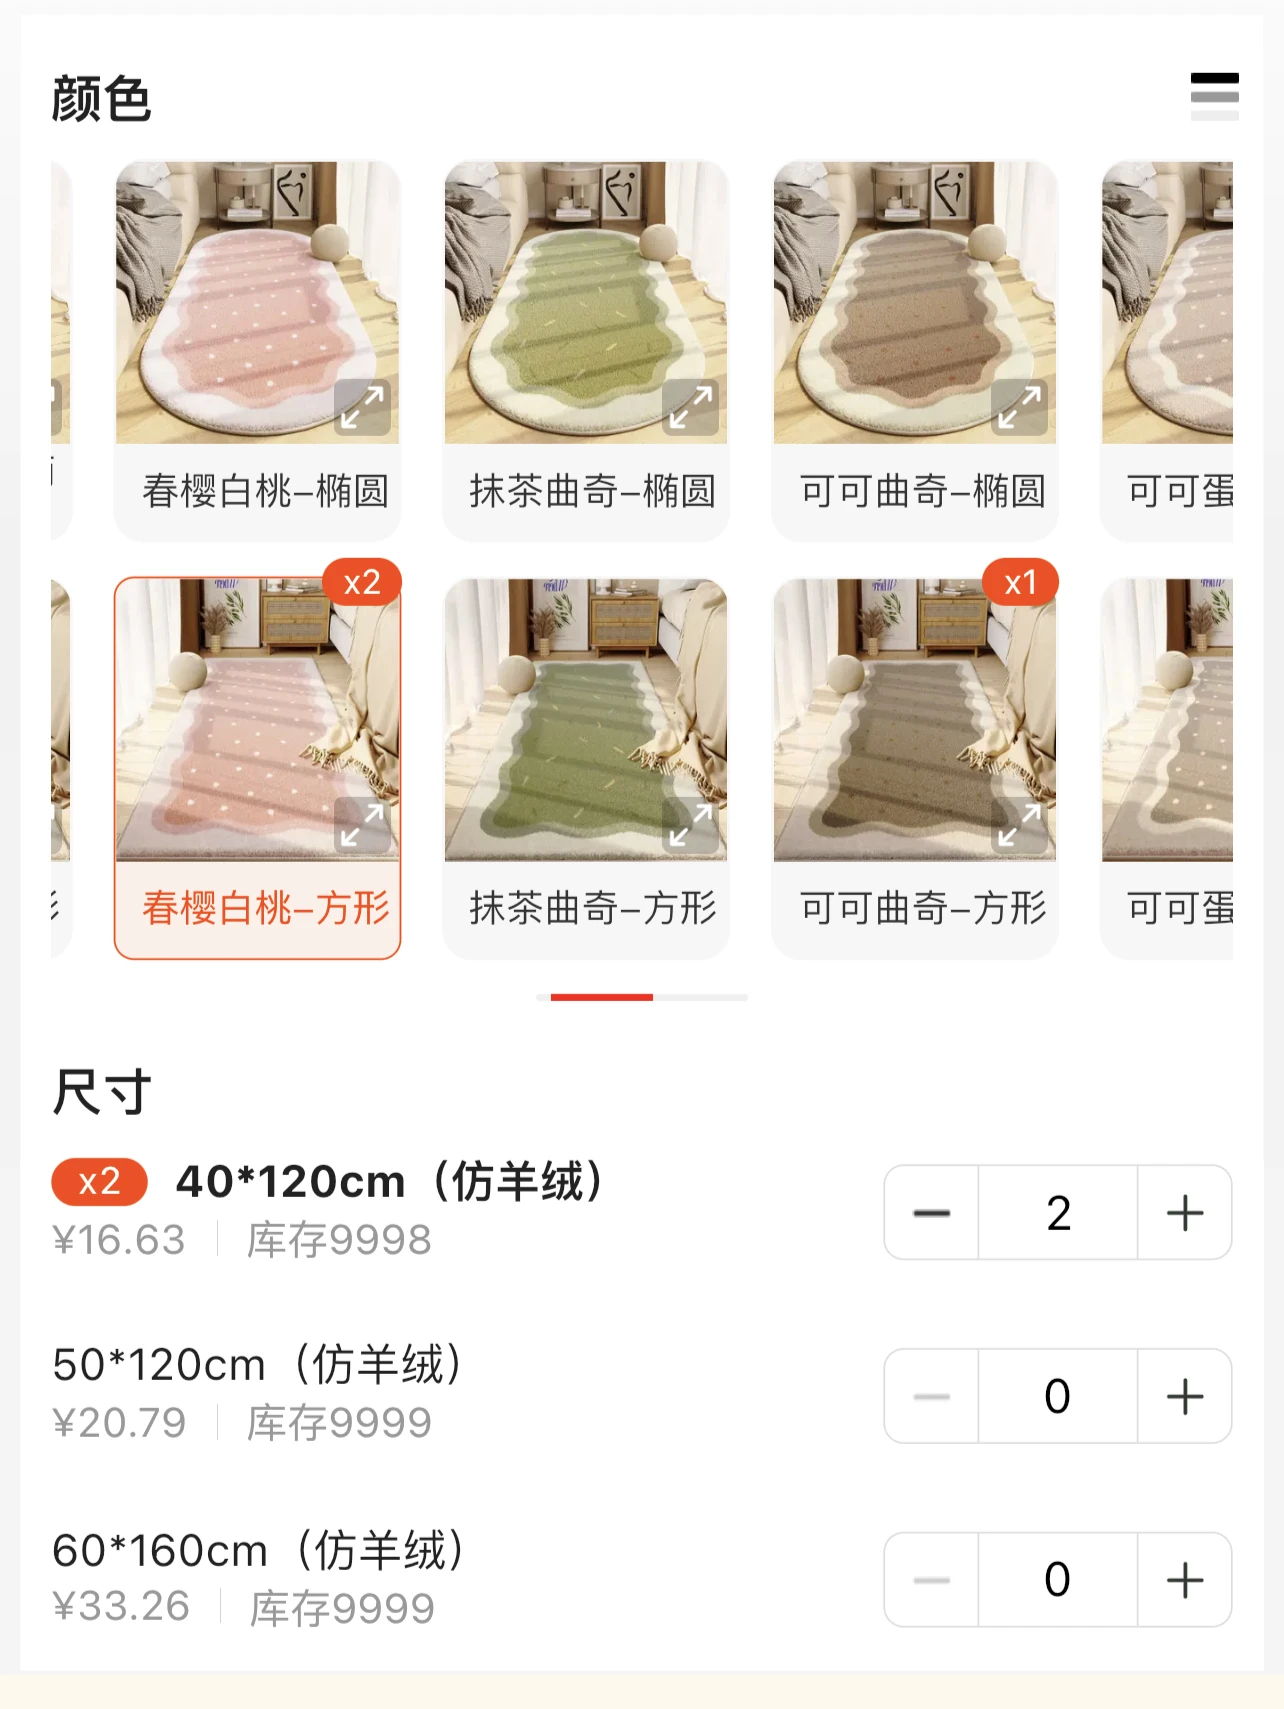 颜色
春樱白桃-椭圆
抹茶曲奇-椭圆
可可曲奇-椭圆
可可蛋
x2
x1
春樱白桃-方形
抹茶曲奇-方形
可可曲奇-方形
可可蛋
尺寸
x2 40*120cm（仿羊绒）
¥16.63 库存9998
2
50*120cm（仿羊绒）
¥20.79 库存9999
0
60*160cm（仿羊绒）
¥33.26 库存9999
0